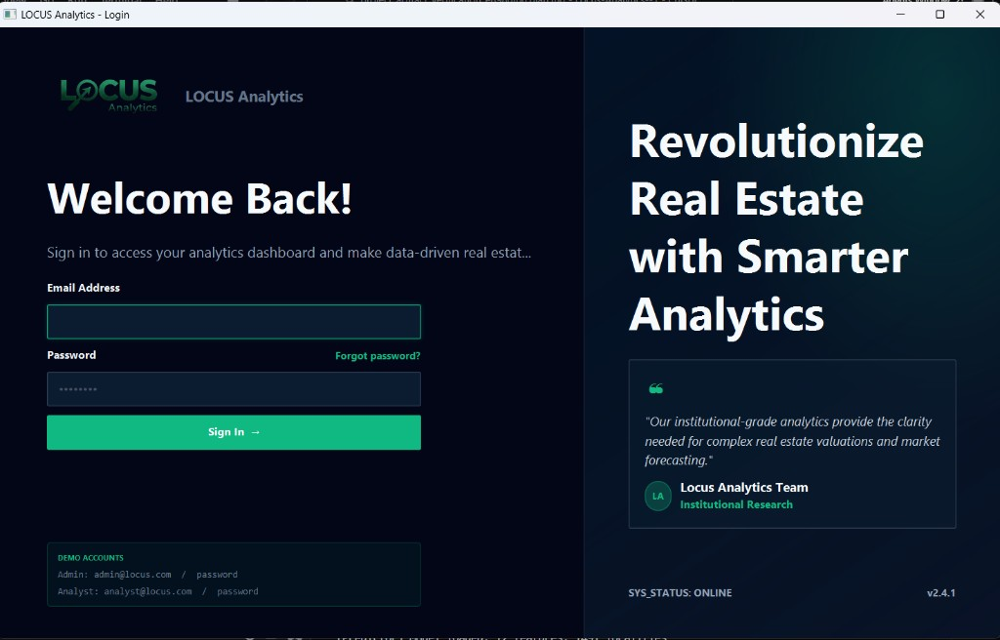 LOCUS Analytics - Login
LOCUS
Analytics
LOCUS Analytics
Welcome Back!
Sign in to access your analytics dashboard and make data-driven real estat...
Email Address
Password
Forgot password?
Sign In →
DEMO ACCOUNTS
Admin: admin@locus.com / password
Analyst: analyst@locus.com / password
Revolutionize
Real Estate
with Smarter
Analytics
❝
"Our institutional-grade analytics provide the clarity
needed for complex real estate valuations and market
forecasting."
LA
Locus Analytics Team
Institutional Research
SYS_STATUS: ONLINE
v2.4.1